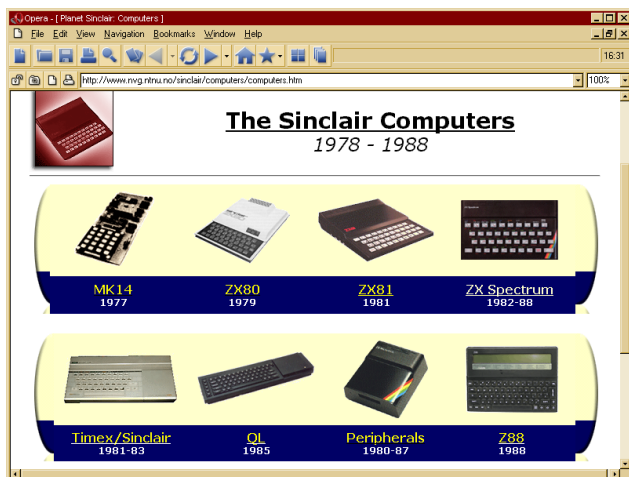 Opera - [ Planet Sinclair: Computers ]
File Edit View Navigation Bookmarks Window Help
16:31
http://www.nvg.ntnu.no/sinclair/computers/computers.htm 100%
The Sinclair Computers
1978 - 1988
MK14 ZX80 ZX81 ZX Spectrum
1977 1979 1981 1982-88
Timex/Sinclair QL Peripherals Z88
1981-83 1985 1980-87 1988